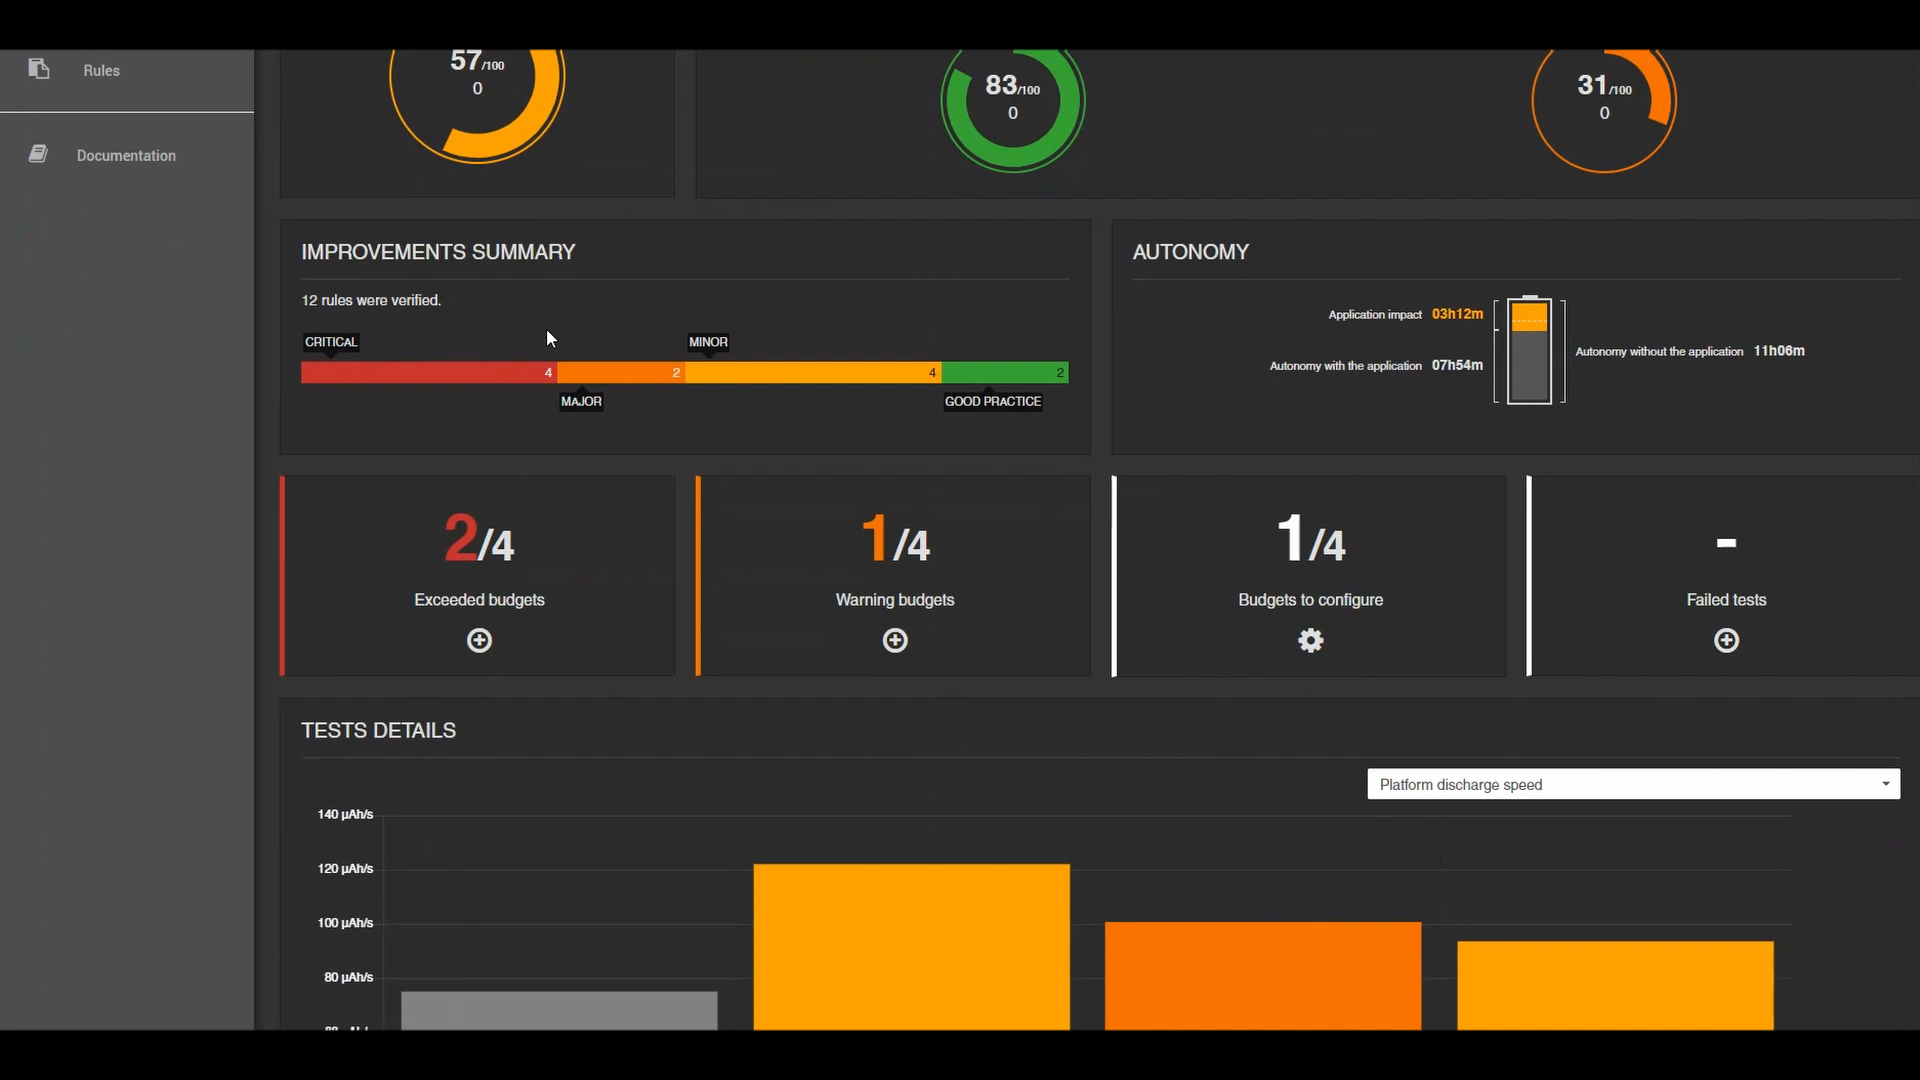 Rules
Documentation
57/100
0
83/100
0
31/100
0
IMPROVEMENTS SUMMARY
12 rules were verified.
CRITICAL
MINOR
4
2
4
2
MAJOR
GOOD PRACTICE
AUTONOMY
Application impact 03h12m
Autonomy with the application 07h54m
Autonomy without the application 11h06m
2/4
Exceeded budgets
1/4
Warning budgets
1/4
Budgets to configure
-
Failed tests
TESTS DETAILS
Platform discharge speed
140 µAh/s
120 µAh/s
100 µAh/s
80 µAh/s